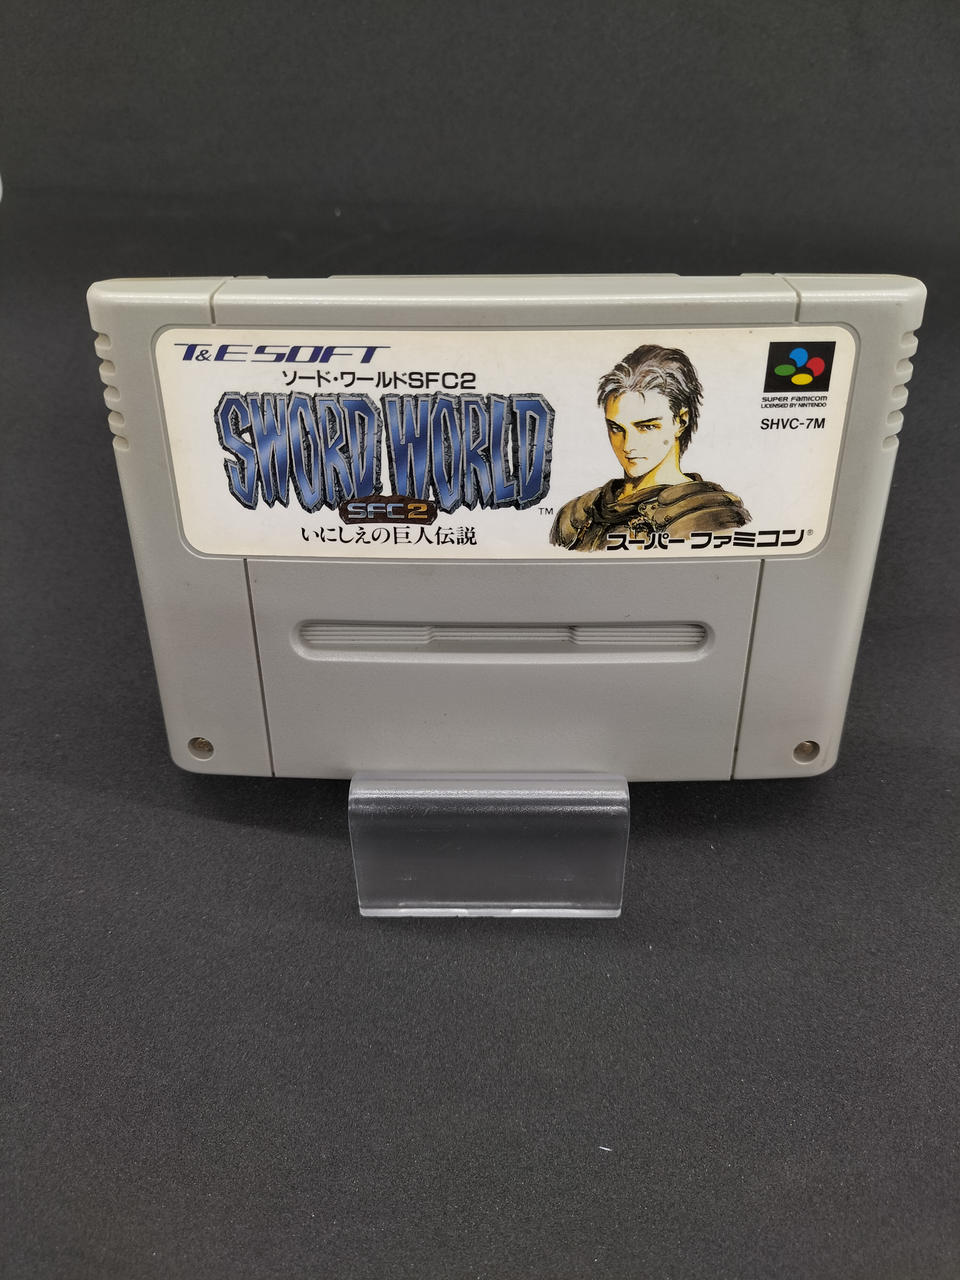 T&E SOFT
ソード・ワールドSFC2
SWORD WORLD
SFC2
TM
いにしえの巨人伝説
SUPER FAMICOM
LICENSED BY NINTENDO
SHVC-7M
スーパーファミコン®